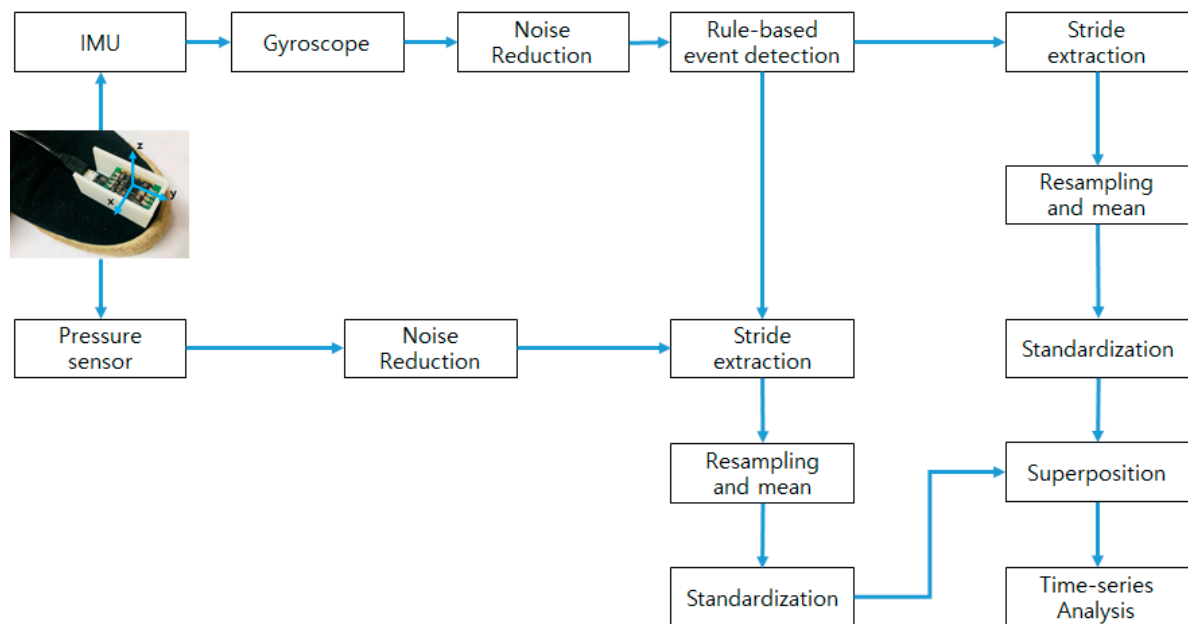 IMU
Gyroscope
Noise
Reduction
Rule-based
event detection
Stride
extraction
z
y
x
Resampling
and mean
Pressure
sensor
Noise
Reduction
Stride
extraction
Standardization
Resampling
and mean
Superposition
Standardization
Time-series
Analysis